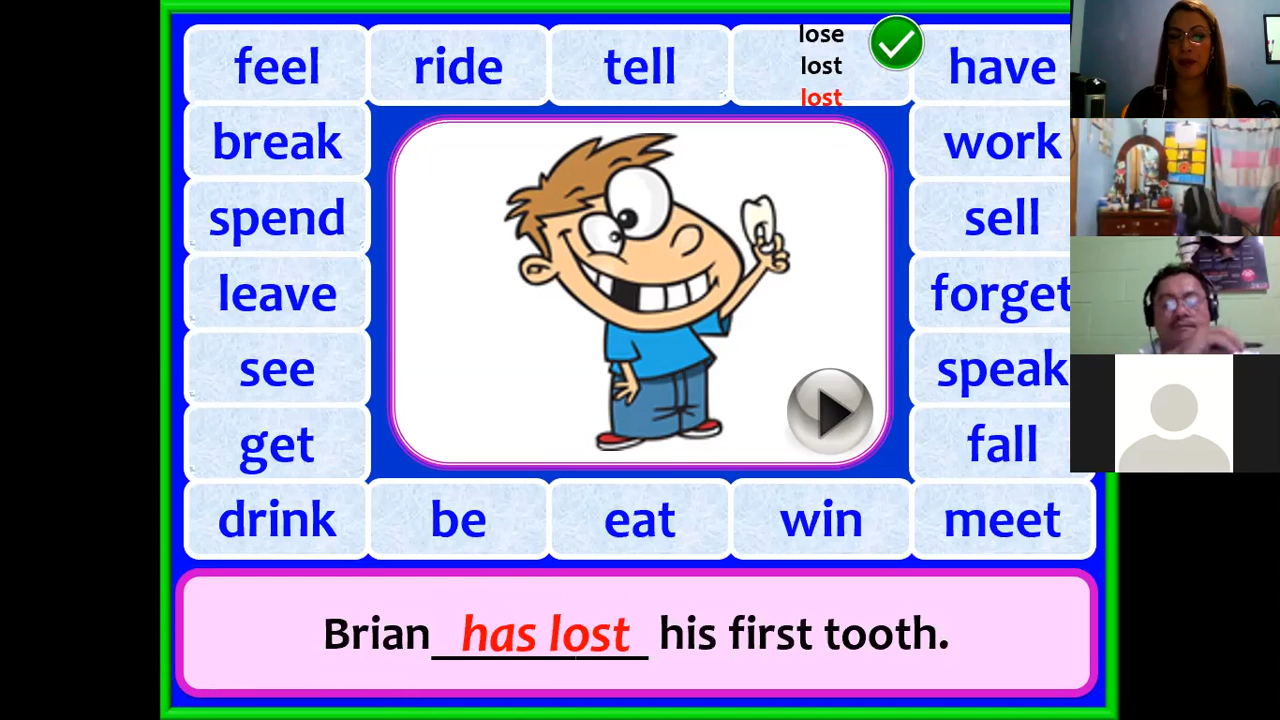 feel ride tell lose have
lost
lost
break work
spend sell
leave forget
see speak
get fall
drink be eat win meet
Brian has lost his first tooth.